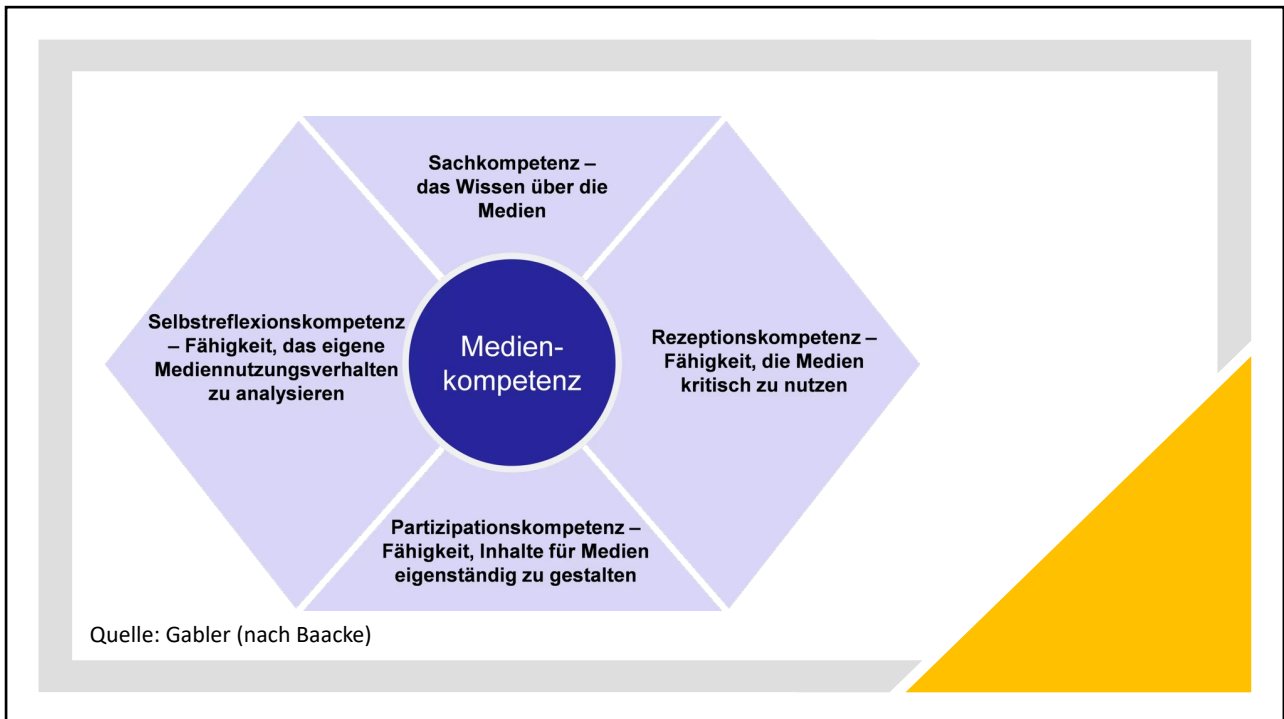 Sachkompetenz –
das Wissen über die
Medien
Selbstreflexionskompetenz
– Fähigkeit, das eigene
Mediennutzungsverhalten
zu analysieren
Medien-
kompetenz
Rezeptionskompetenz –
Fähigkeit, die Medien
kritisch zu nutzen
Partizipationskompetenz –
Fähigkeit, Inhalte für Medien
eigenständig zu gestalten
Quelle: Gabler (nach Baacke)